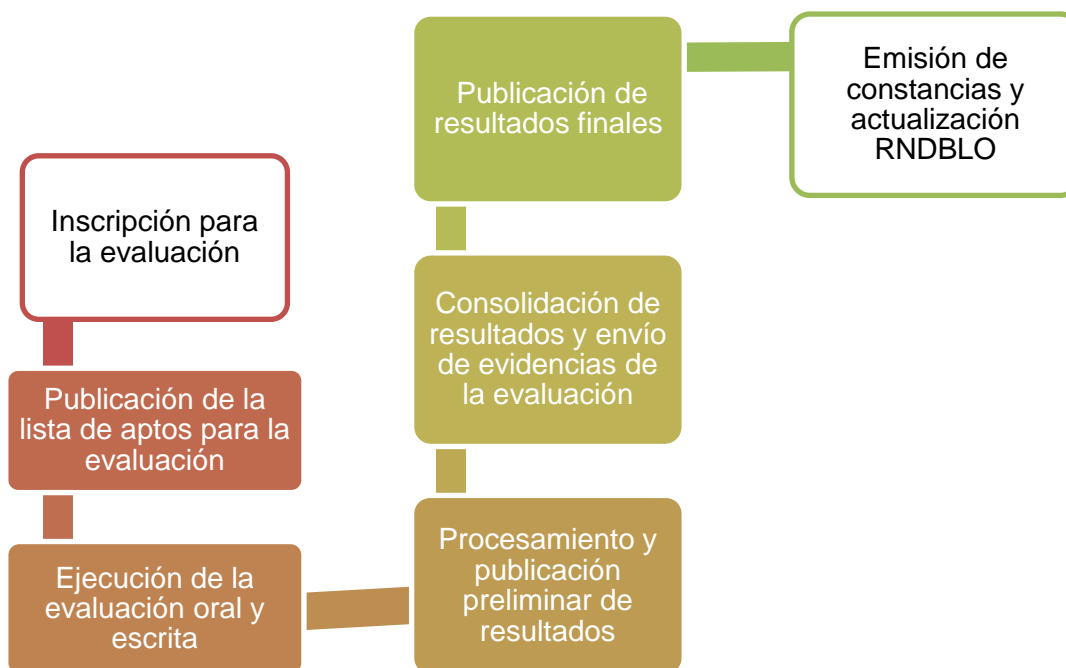 Inscripción para
la evaluación
Publicación de la
lista de aptos para la
evaluación
Ejecución de la
evaluación oral y
escrita
Procesamiento y
publicación
preliminar de
resultados
Consolidación de
resultados y envío
de evidencias de
la evaluación
Publicación de
resultados finales
Emisión de
constancias y
actualización
RNDBLO